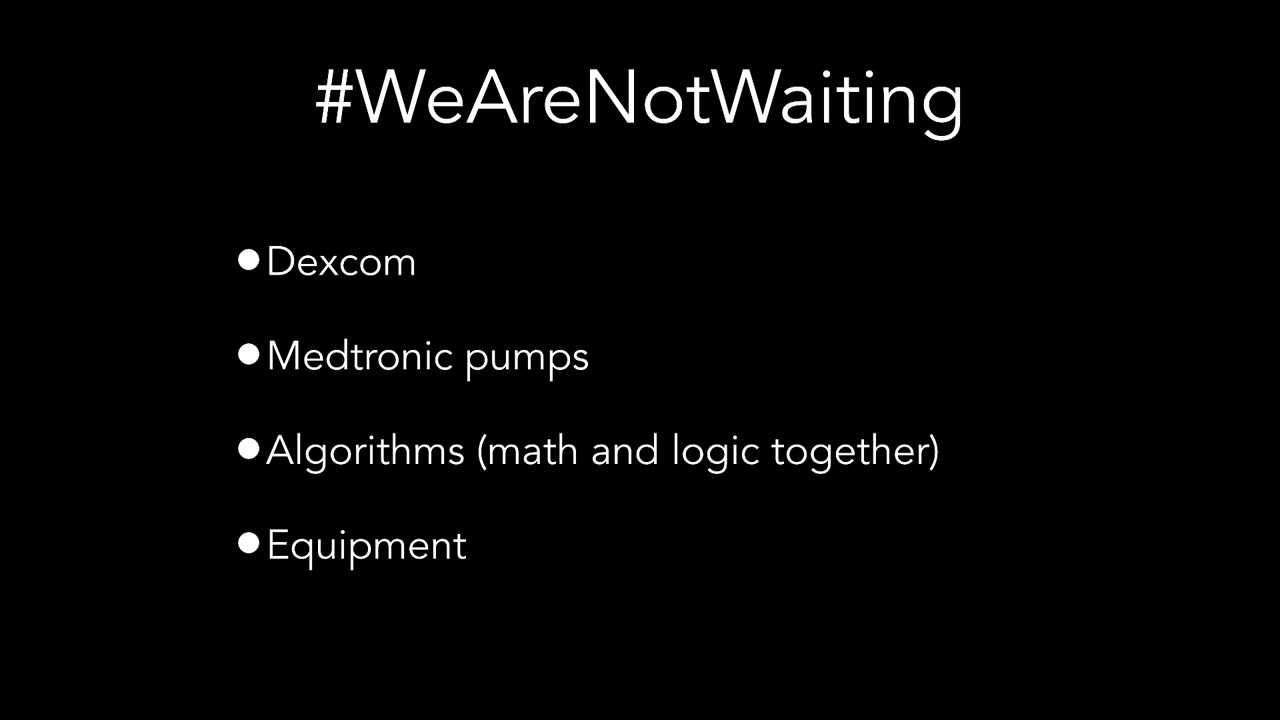 #WeAreNotWaiting
•Dexcom
•Medtronic pumps
•Algorithms (math and logic together)
•Equipment